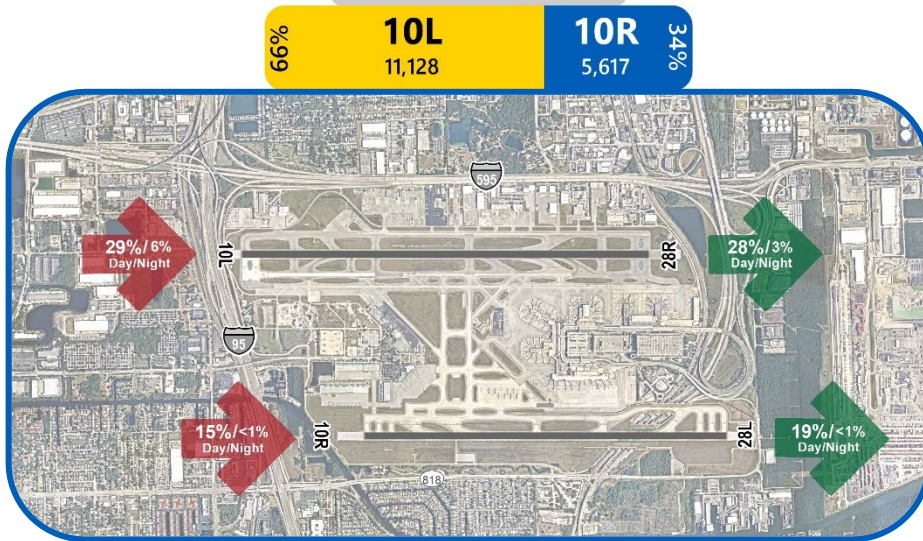 66%
10L
11,128
10R
5,617
34%
595
29%/6%
Day/Night
10L
28R
28%/3%
Day/Night
95
15%/<1%
Day/Night
10R
28L
19%/<1%
Day/Night
818